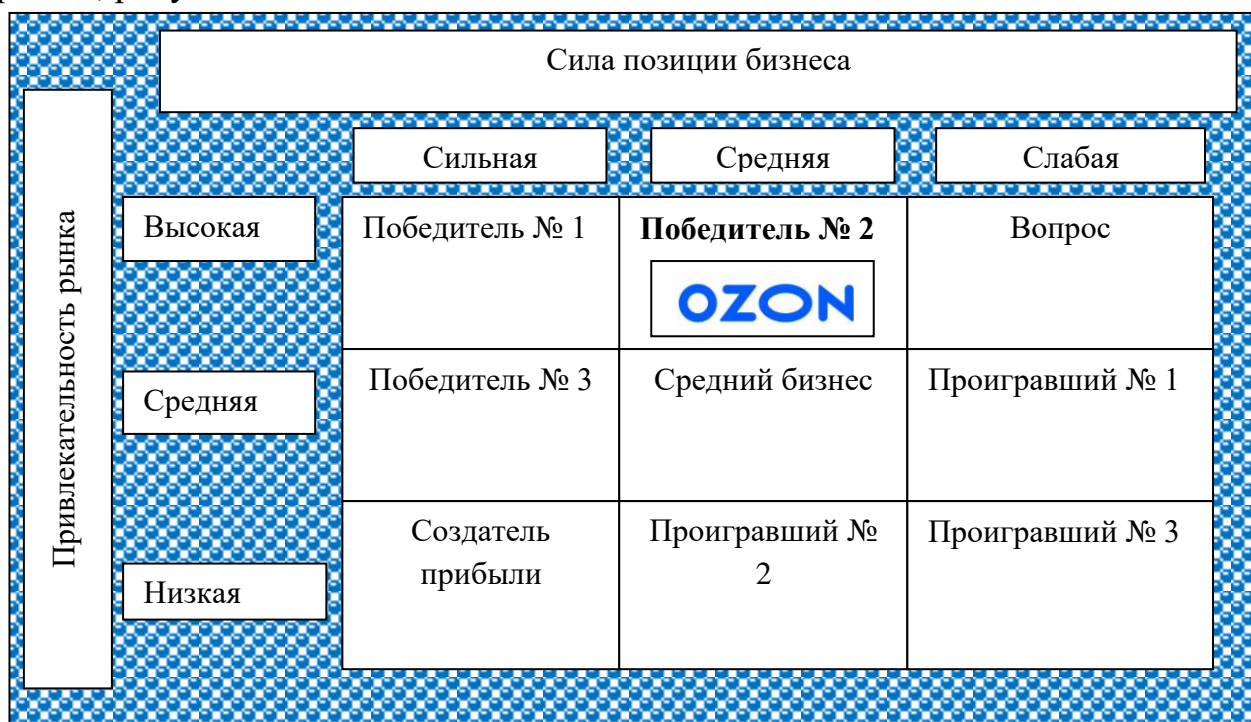 Сила позиции бизнеса
Сильная
Средняя
Слабая
Привлекательность рынка
Высокая
Победитель № 1
Победитель № 2
OZON
Вопрос
Средняя
Победитель № 3
Средний бизнес
Проигравший № 1
Низкая
Создатель
прибыли
Проигравший №
2
Проигравший № 3